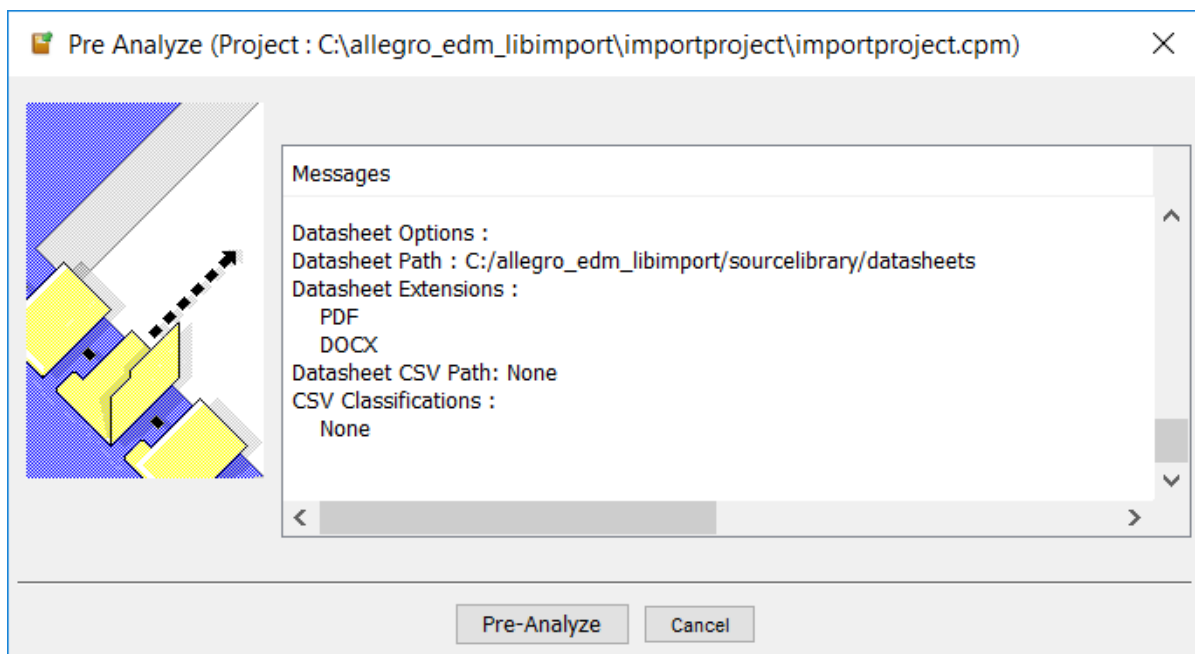 Pre Analyze (Project : C:\allegro_edm_libimport\importproject\importproject.cpm)
Messages
Datasheet Options :
Datasheet Path : C:/allegro_edm_libimport/sourcelibrary/datasheets
Datasheet Extensions :
PDF
DOCX
Datasheet CSV Path: None
CSV Classifications :
None
Pre-Analyze Cancel